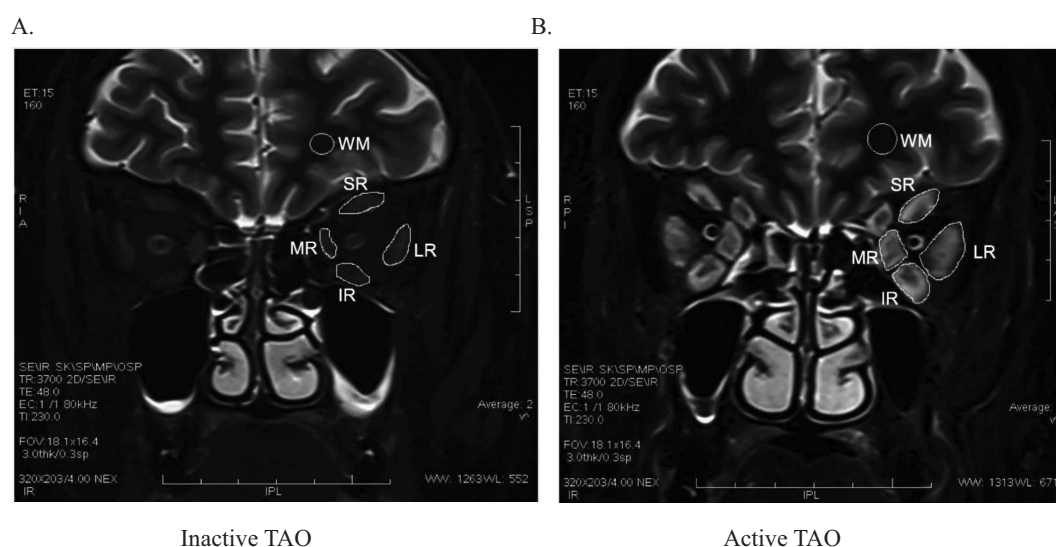 A.
B.
ET:15
160
WM
SR
MR
LR
IR
R
I
A
L
S
P
SE\IR SK\SP\MP\OSP
TR:3700 2D/SE\IR
TE:48.0
EC:1 /1 80kHz
TI:230.0
FOV:18.1x16.4
3.0thk/0.3sp
320X203/4.00 NEX
IR
Average: 2
WW: 1263WL: 552
IPL
ET:15
160
WM
SR
MR
LR
IR
R
P
I
L
S
A
SE\IR SK\SP\MP\OSP
TR:3700 2D/SE\IR
TE:48.0
EC:1 /1 80kHz
TI:230.0
FOV:18.1x16.4
3.0thk/0.3sp
320X203/4.00 NEX
IR
Average:
WW: 1313WL: 671
IPL
Inactive TAO
Active TAO